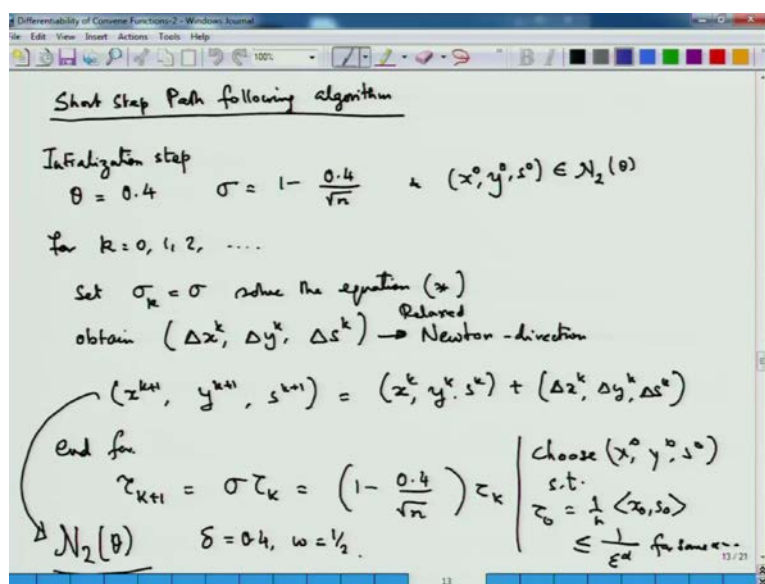 Differentiability of Convene Functions-2 - Windows Journal
File Edit View Insert Actions Tools Help
100%
B I
Short Step Path following algorithm
Initialization step
θ = 0.4 σ = 1 - 0.4/√n & (x⁰, y⁰, s⁰) ∈ N₂(θ)
for k = 0, 1, 2, ....
Set σₖ = σ solve the equation (*)
obtain (Δxᵏ, Δyᵏ, Δsᵏ) → Relaxed Newton-direction
(xᵏ⁺¹, yᵏ⁺¹, sᵏ⁺¹) = (xᵏ, yᵏ, sᵏ) + (Δxᵏ, Δyᵏ, Δsᵏ)
end for
τₖ₊₁ = στₖ = (1 - 0.4/√n) τₖ
N₂(θ) δ = 0.4, ω = 1/2.
choose (x⁰, y⁰, s⁰)
s.t.
τ₀ = 1/n <x₀, s₀>
≤ 1/εᵅ for some
13/21
13